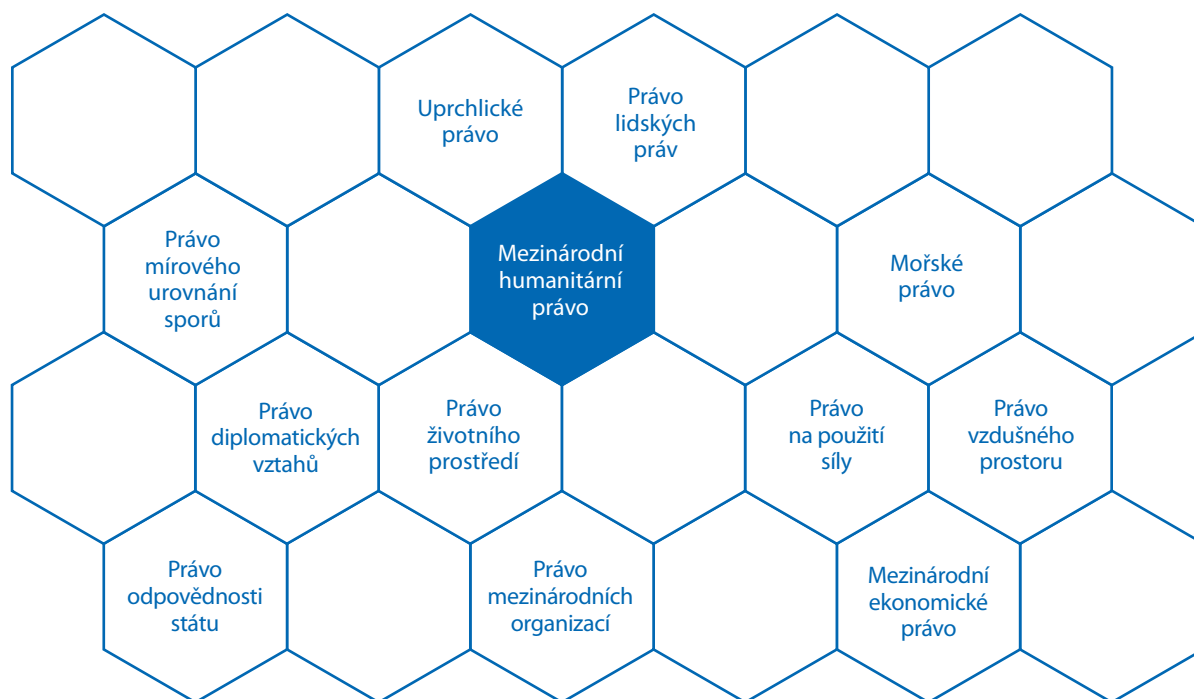 Uprchlické
právo
Právo
lidských
práv
Právo
mírového
urovnání
sporů
Mezinárodní
humanitární
právo
Mořské
právo
Právo
diplomatických
vztahů
Právo
životního
prostředí
Právo
na použití
síly
Právo
vzdušného
prostoru
Právo
odpovědnosti
státu
Právo
mezinárodních
organizací
Mezinárodní
ekonomické
právo